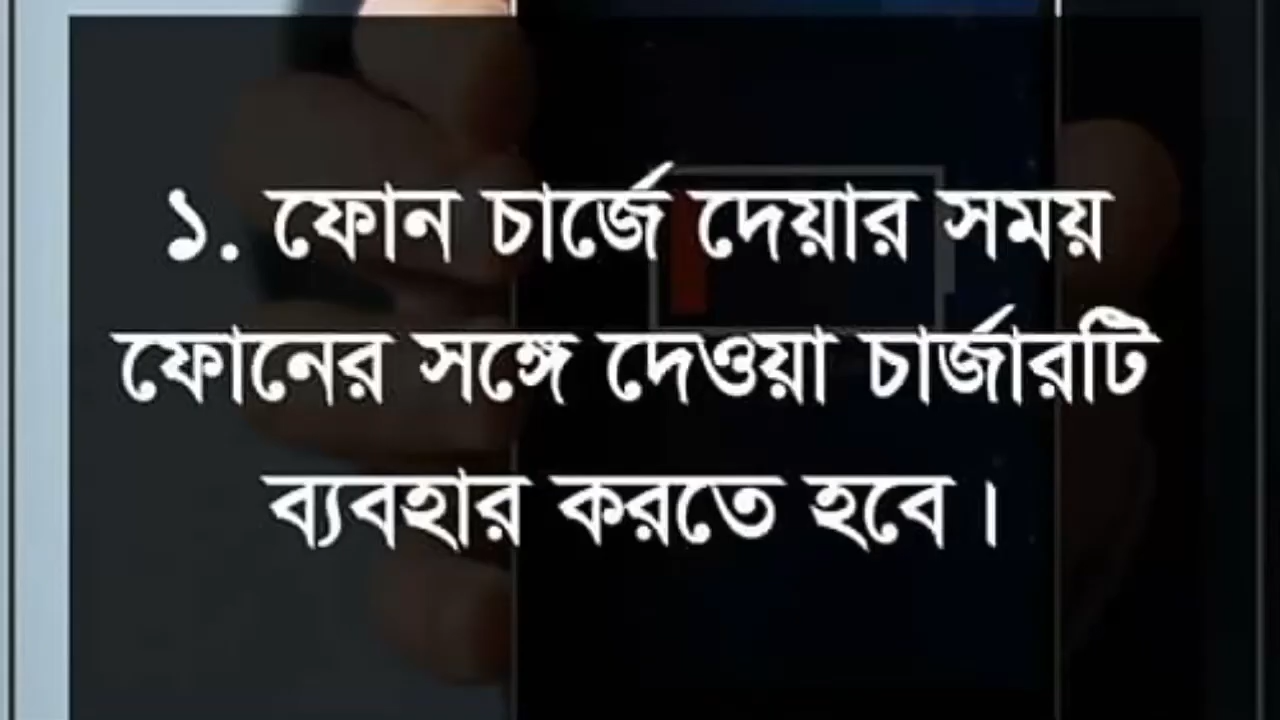 ১. ফোন চার্জে দেয়ার সময়
ফোনের সঙ্গে দেওয়া চার্জারটি
ব্যবহার করতে হবে।